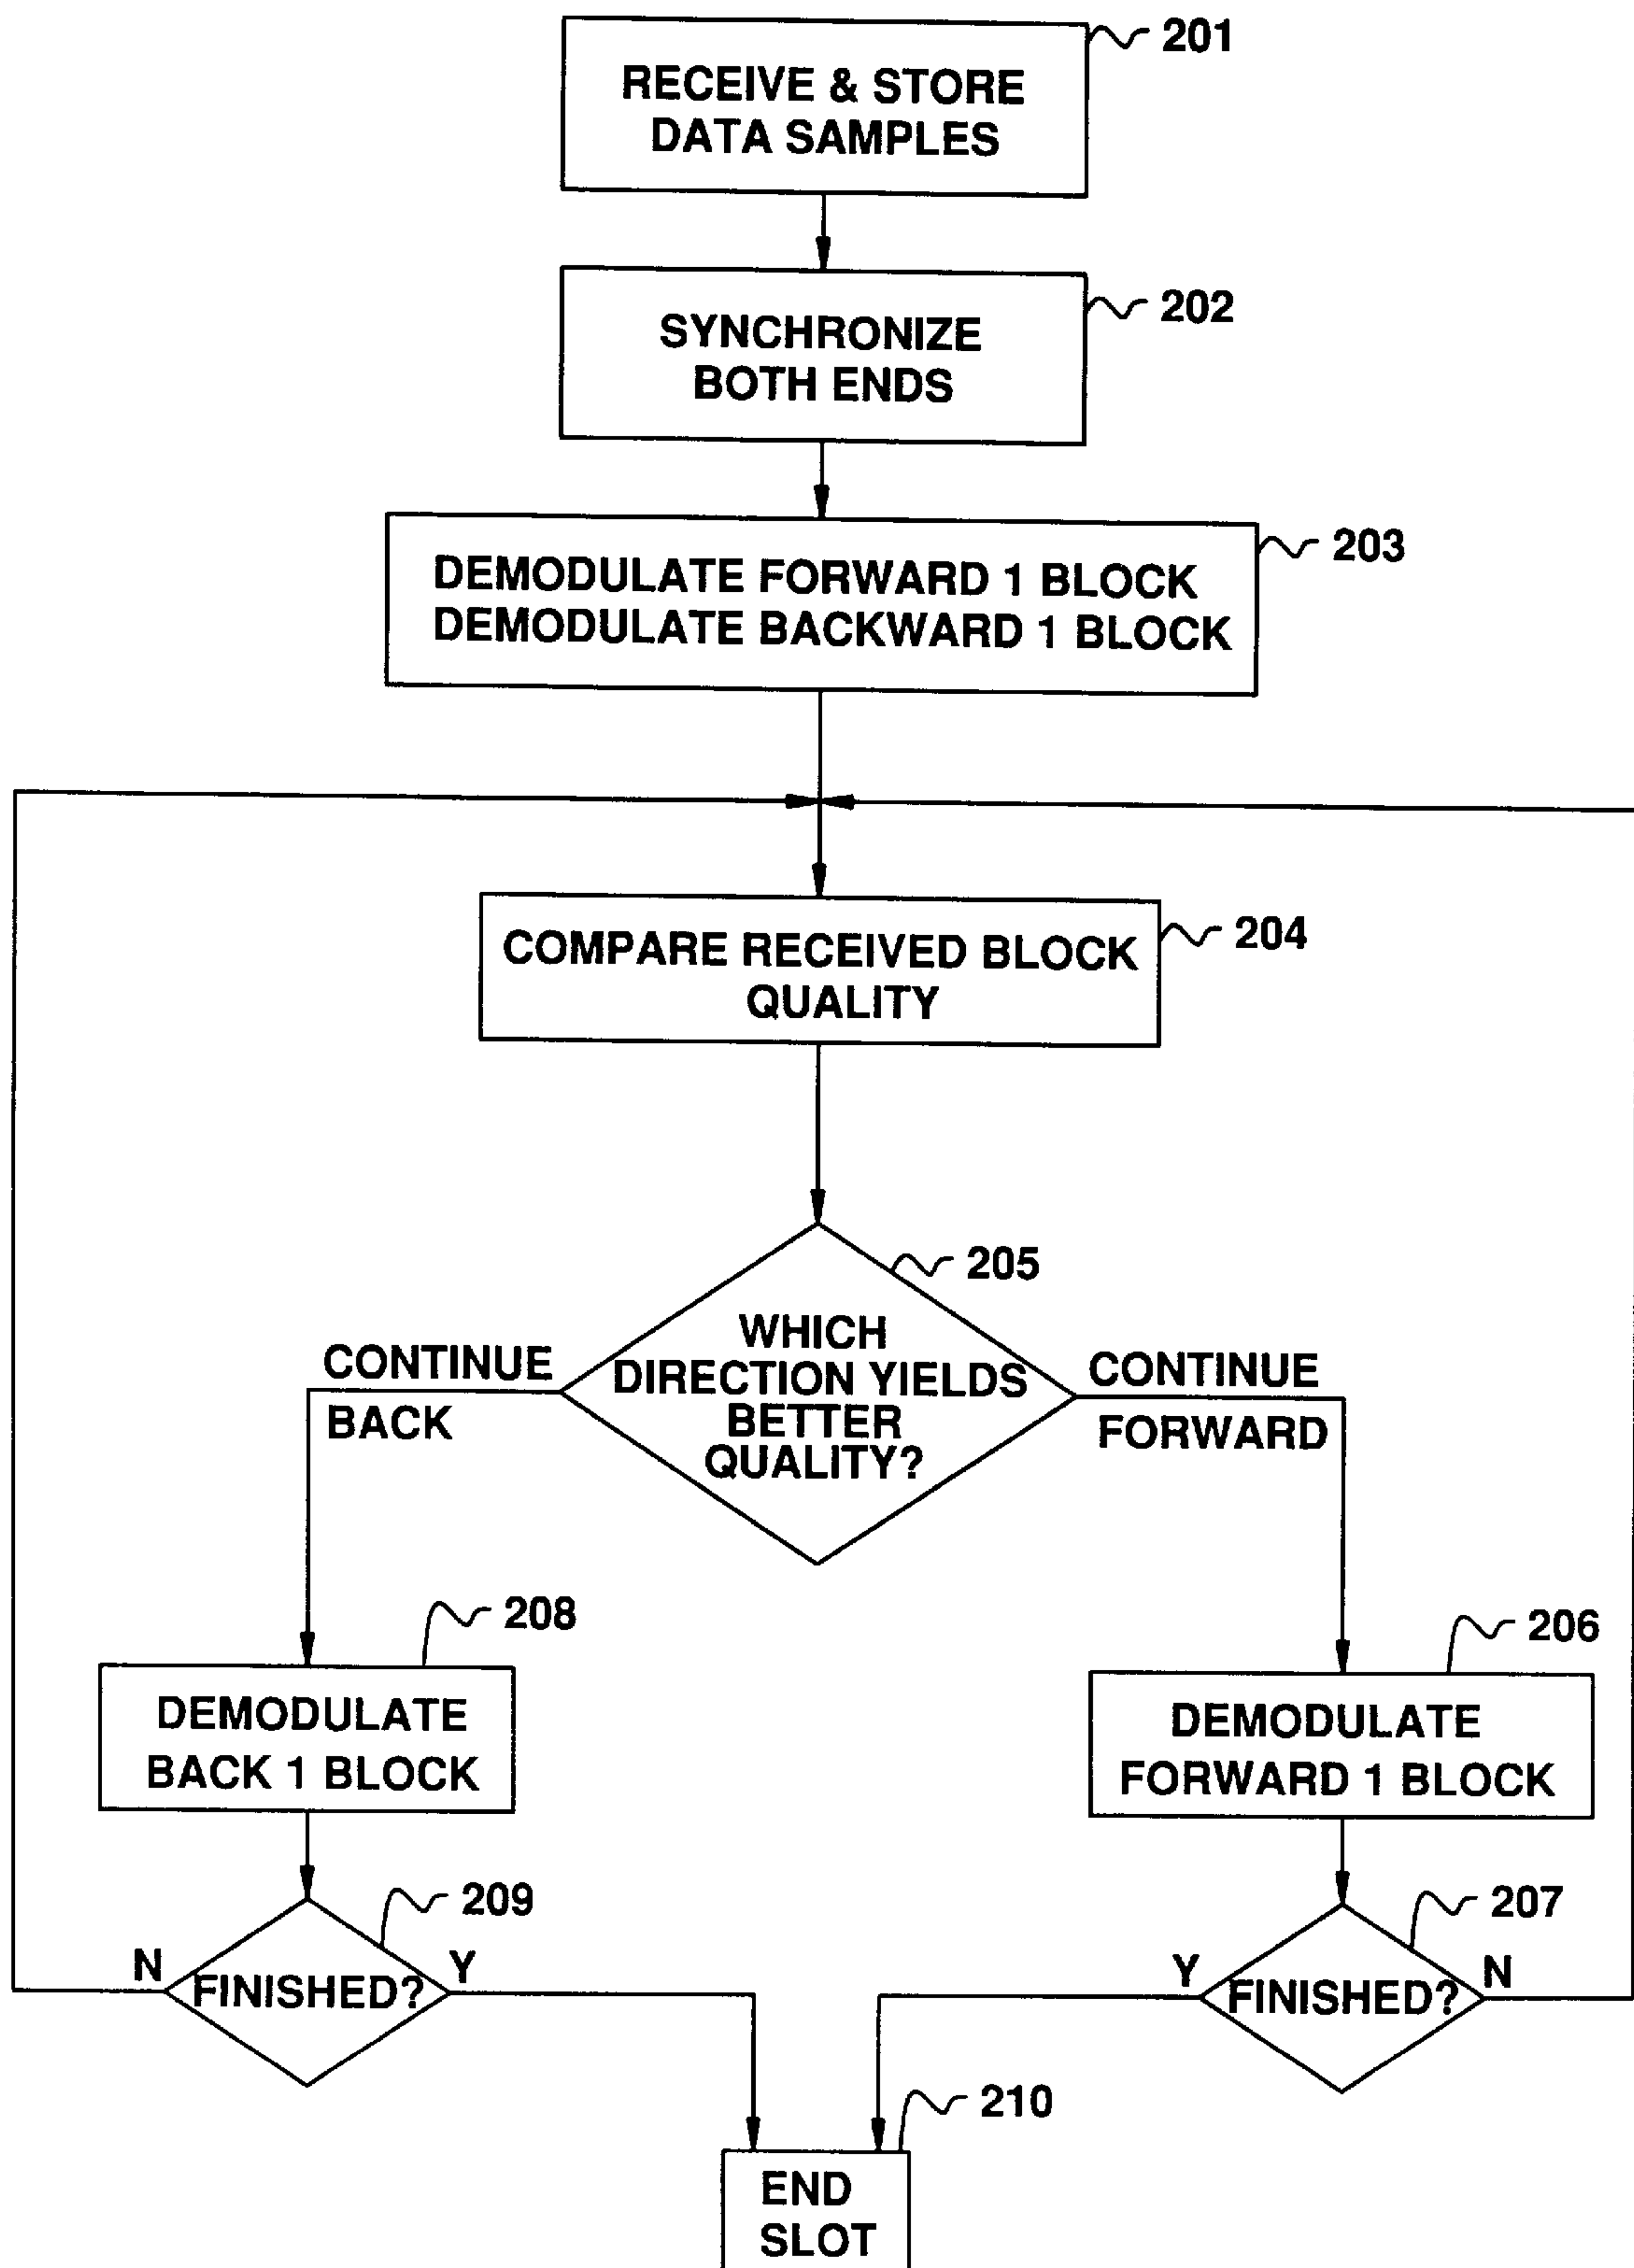 201
RECEIVE & STORE
DATA SAMPLES
202
SYNCHRONIZE
BOTH ENDS
203
DEMODULATE FORWARD 1 BLOCK
DEMODULATE BACKWARD 1 BLOCK
204
COMPARE RECEIVED BLOCK
QUALITY
205
WHICH
DIRECTION YIELDS
BETTER
QUALITY?
CONTINUE
BACK
CONTINUE
FORWARD
208
DEMODULATE
BACK 1 BLOCK
206
DEMODULATE
FORWARD 1 BLOCK
209
N
FINISHED?
Y
207
Y
FINISHED?
N
210
END
SLOT